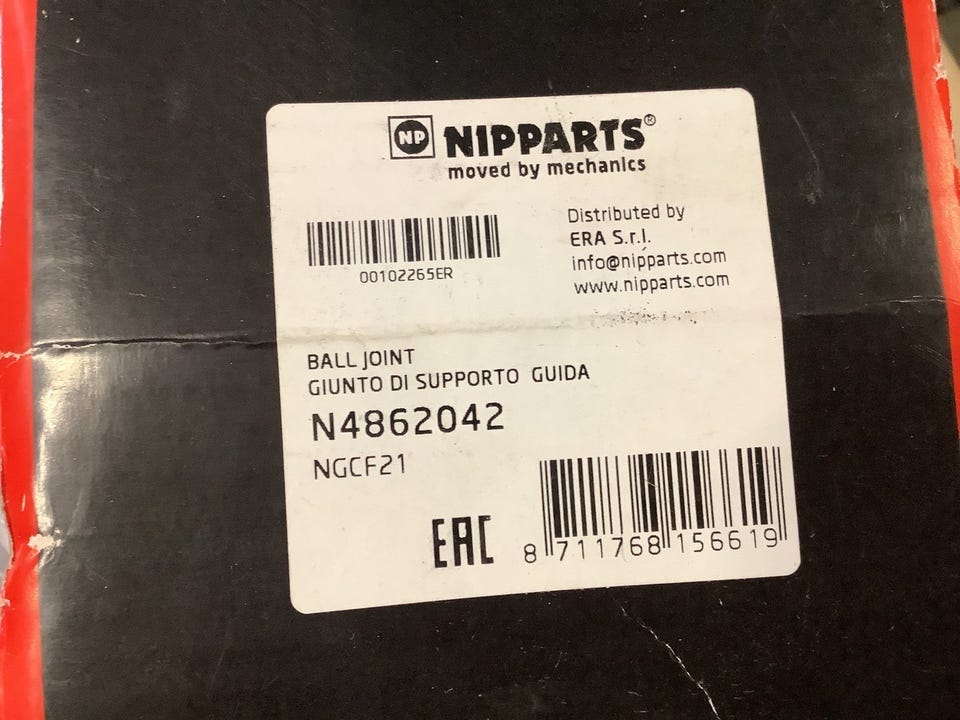 NP NIPPARTS®
moved by mechanics
00102265ER
Distributed by
ERA S.r.l.
info@nipparts.com
www.nipparts.com
BALL JOINT
GIUNTO DI SUPPORTO GUIDA
N4862042
NGCF21
EAC
8 711768 156619